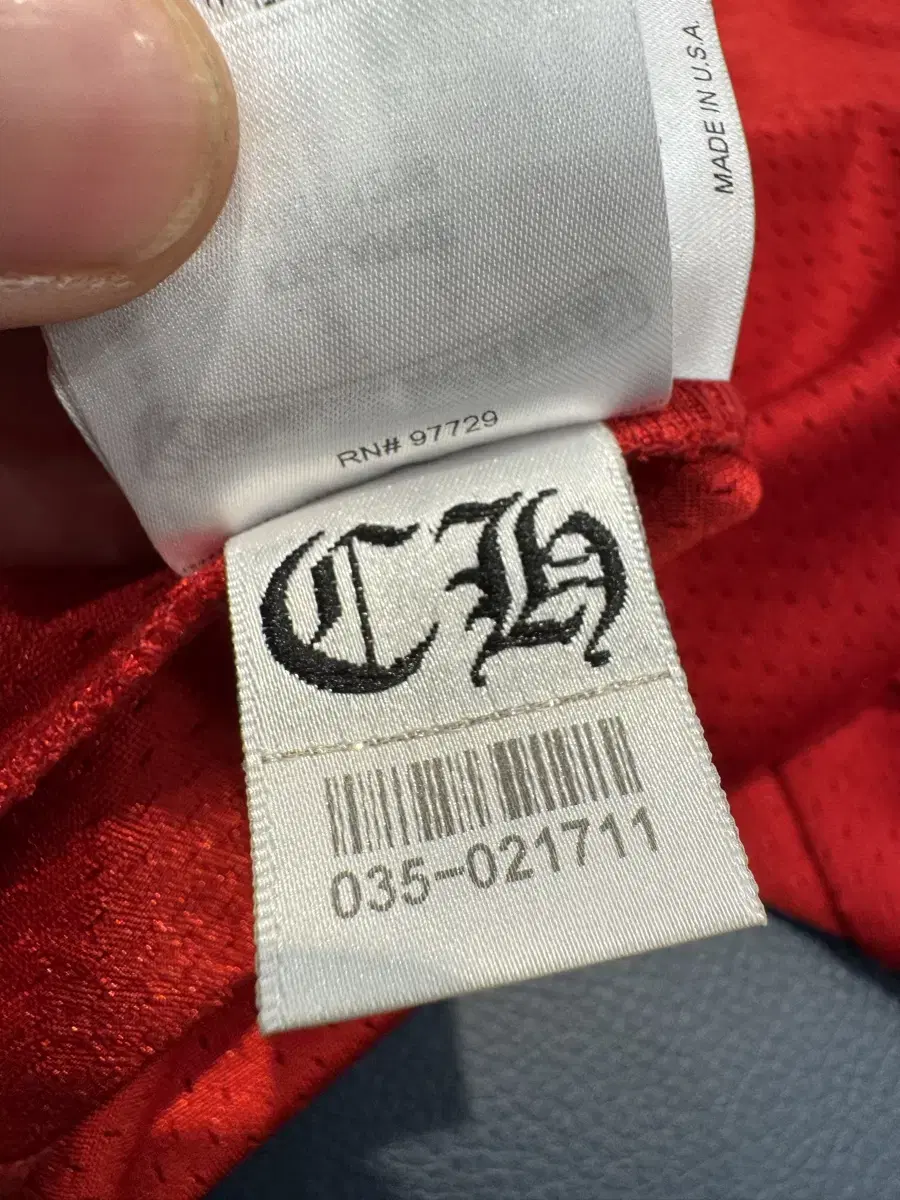 MADE IN U.S.A.
RN# 97729
CH
035-021711